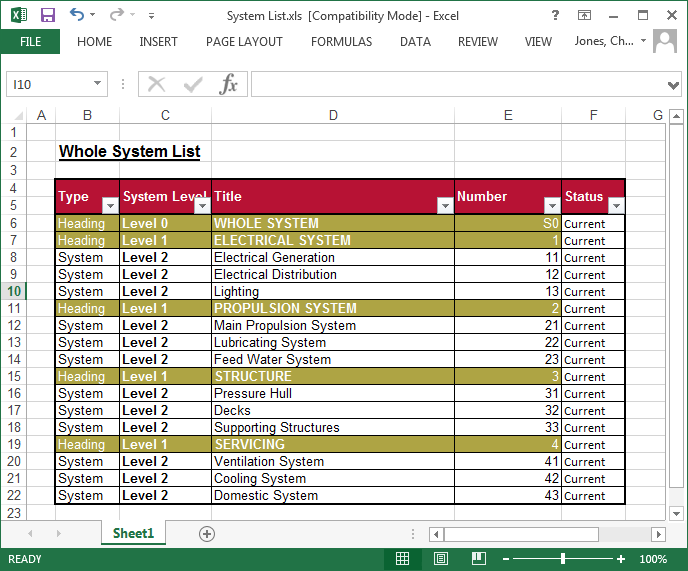 System List.xls [Compatibility Mode] - Excel
FILE HOME INSERT PAGE LAYOUT FORMULAS DATA REVIEW VIEW Jones, Ch...
I10 fx
A B C D E F G
1
2 Whole System List
3
4 Type System Level Title Number Status
5
6 Heading Level 0 WHOLE SYSTEM S0 Current
7 Heading Level 1 ELECTRICAL SYSTEM 1 Current
8 System Level 2 Electrical Generation 11 Current
9 System Level 2 Electrical Distribution 12 Current
10 System Level 2 Lighting 13 Current
11 Heading Level 1 PROPULSION SYSTEM 2 Current
12 System Level 2 Main Propulsion System 21 Current
13 System Level 2 Lubricating System 22 Current
14 System Level 2 Feed Water System 23 Current
15 Heading Level 1 STRUCTURE 3 Current
16 System Level 2 Pressure Hull 31 Current
17 System Level 2 Decks 32 Current
18 System Level 2 Supporting Structures 33 Current
19 Heading Level 1 SERVICING 4 Current
20 System Level 2 Ventilation System 41 Current
21 System Level 2 Cooling System 42 Current
22 System Level 2 Domestic System 43 Current
23
Sheet1
READY 100%